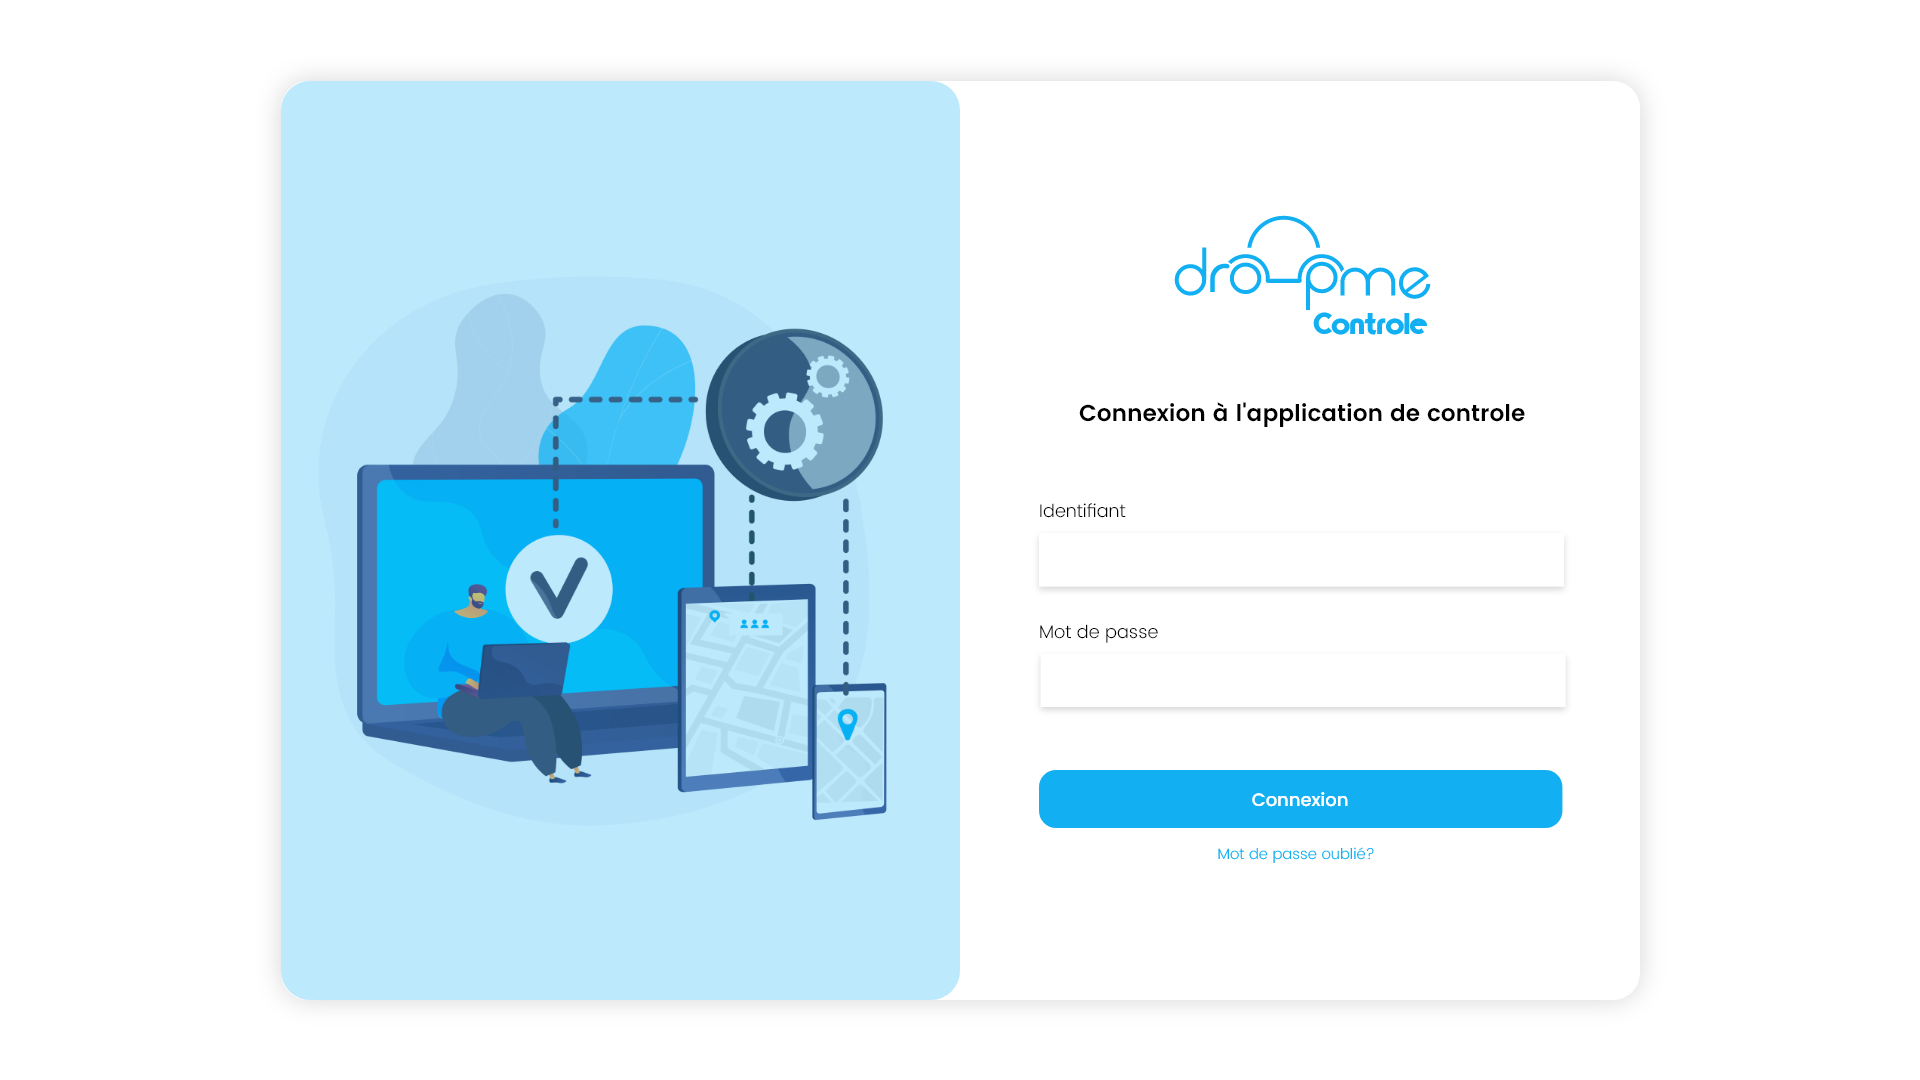 dropme
Controle
Connexion à l'application de controle
Identifiant
Mot de passe
Connexion
Mot de passe oublié?